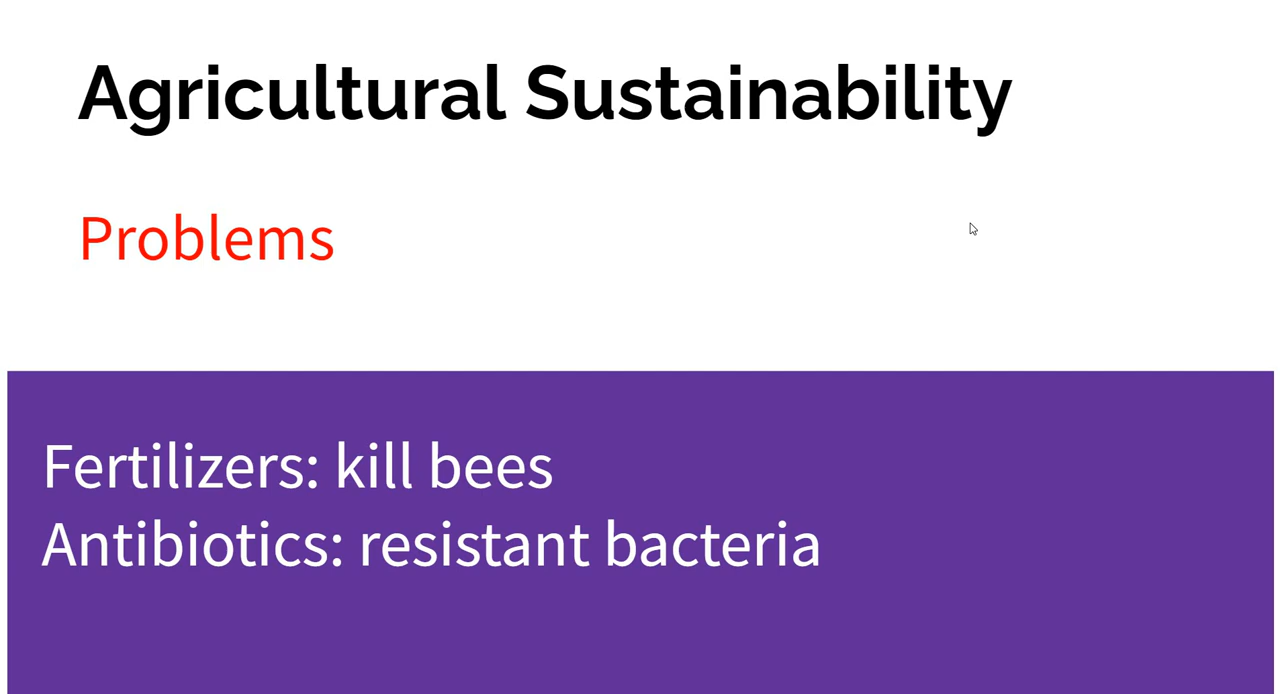 Agricultural Sustainability
Problems
Fertilizers: kill bees
Antibiotics: resistant bacteria